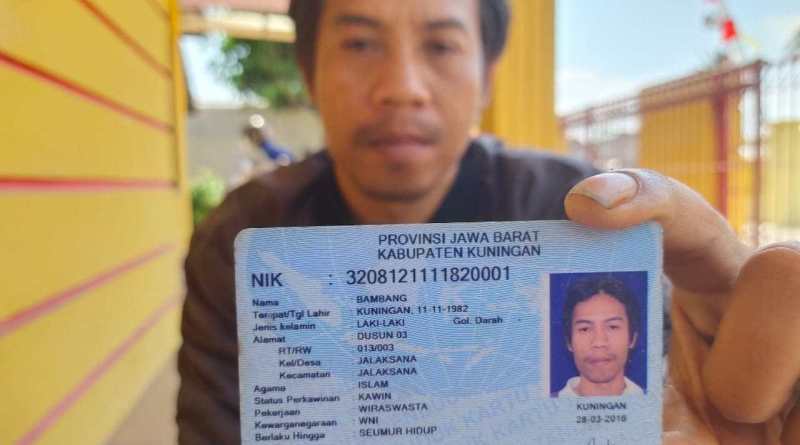 PROVINSI JAWA BARAT
KABUPATEN KUNINGAN
NIK : 3208121111820001
Nama : BAMBANG
Tempat/Tgl Lahir : KUNINGAN, 11-11-1982
Jenis kelamin : LAKI-LAKI Gol. Darah :
Alamat : DUSUN 03
RT/RW : 013/003
Kel/Desa : JALAKSANA
Kecamatan : JALAKSANA
Agama : ISLAM
Status Perkawinan : KAWIN
Pekerjaan : WIRASWASTA
Kewarganegaraan : WNI
Berlaku Hingga : SEUMUR HIDUP
KUNINGAN
28-03-2016